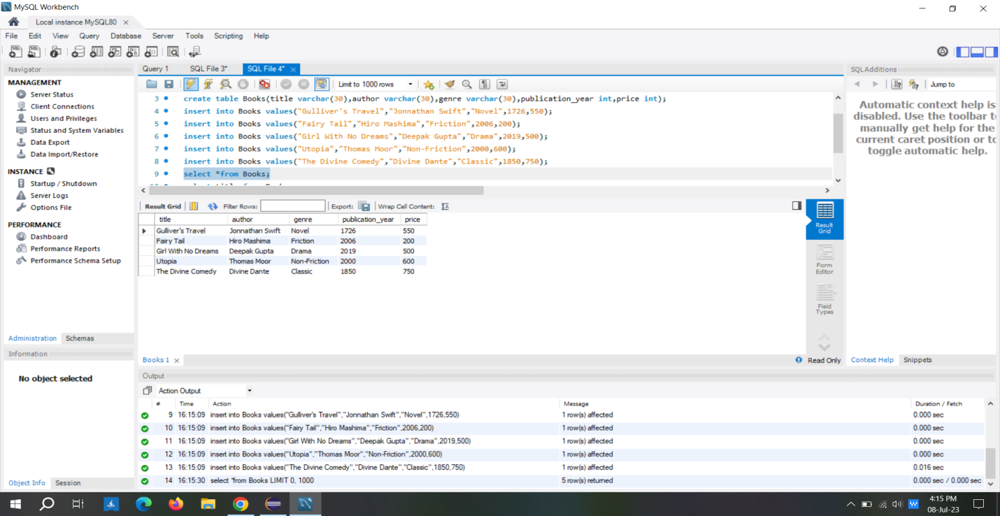 MySQL Workbench
Local instance MySQL80
File Edit View Query Database Server Tools Scripting Help
Navigator
MANAGEMENT
Server Status
Client Connections
Users and Privileges
Status and System Variables
Data Export
Data Import/Restore
INSTANCE
Startup / Shutdown
Server Logs
Options File
PERFORMANCE
Dashboard
Performance Reports
Performance Schema Setup
Administration Schemas
Information
No object selected
Object Info Session
Query 1 SQL File 3* SQL File 4*
Limit to 1000 rows
3 create table Books(title varchar(30),author varchar(30),genre varchar(30),publication_year int,price int);
4 insert into Books values("Gulliver's Travel","Jonnathan Swift","Novel",1726,550);
5 insert into Books values("Fairy Tail","Hiro Mashima","Friction",2006,200);
6 insert into Books values("Girl With No Dreams","Deepak Gupta","Drama",2019,500);
7 insert into Books values("Utopia","Thomas Moor","Non-Friction",2000,600);
8 insert into Books values("The Divine Comedy","Divine Dante","Classic",1850,750);
9 select *from Books;
Result Grid Filter Rows: Export: Wrap Cell Content:
title author genre publication_year price
Gulliver's Travel Jonnathan Swift Novel 1726 550
Fairy Tail Hiro Mashima Friction 2006 200
Girl With No Dreams Deepak Gupta Drama 2019 500
Utopia Thomas Moor Non-Friction 2000 600
The Divine Comedy Divine Dante Classic 1850 750
Result
Grid
Form
Editor
Field
Types
Books 1
Read Only
SQLAdditions
Jump to
Automatic context help is
disabled. Use the toolbar t
manually get help for the
current caret position or to
toggle automatic help.
Context Help Snippets
Output
Action Output
# Time Action Message Duration / Fetch
9 16:15:09 insert into Books values("Gulliver's Travel","Jonnathan Swift","Novel",1726,550) 1 row(s) affected 0.000 sec
10 16:15:09 insert into Books values("Fairy Tail","Hiro Mashima","Friction",2006,200) 1 row(s) affected 0.000 sec
11 16:15:09 insert into Books values("Girl With No Dreams","Deepak Gupta","Drama",2019,500) 1 row(s) affected 0.000 sec
12 16:15:09 insert into Books values("Utopia","Thomas Moor","Non-Friction",2000,600) 1 row(s) affected 0.000 sec
13 16:15:09 insert into Books values("The Divine Comedy","Divine Dante","Classic",1850,750) 1 row(s) affected 0.016 sec
14 16:15:30 select *from Books LIMIT 0, 1000 5 row(s) returned 0.000 sec / 0.000 sec
4:15 PM
08-Jul-23